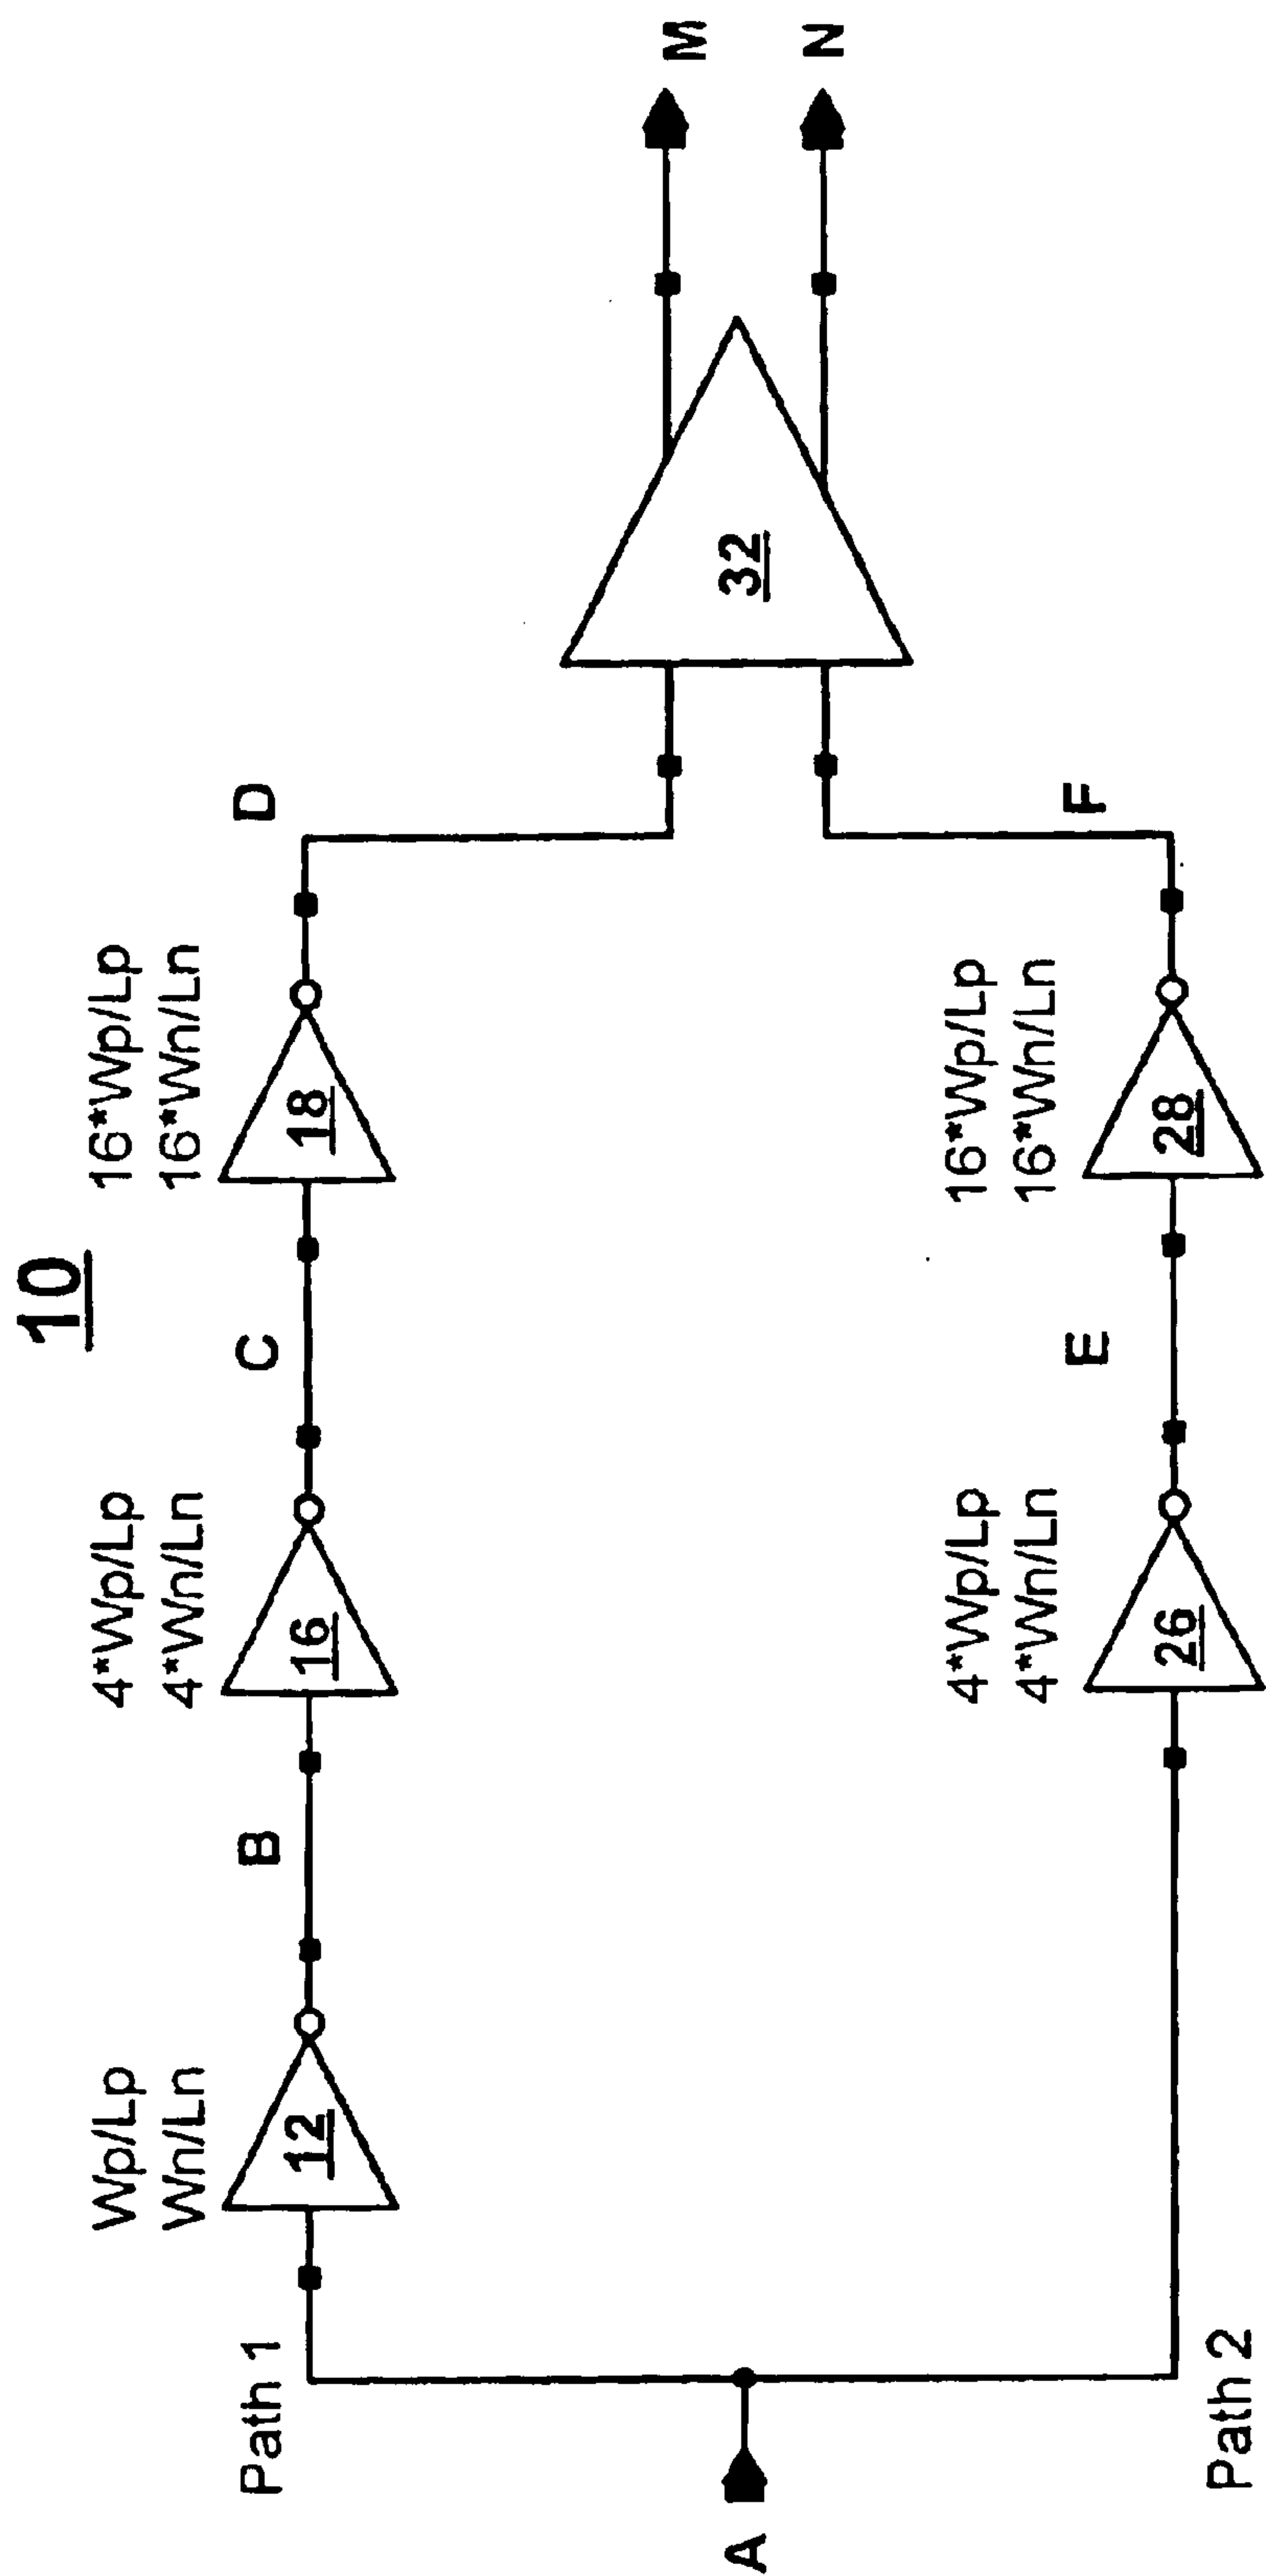 10
Wp/Lp
Wn/Ln
4*Wp/Lp
4*Wn/Ln
16*Wp/Lp
16*Wn/Ln
Path 1
12
B
16
C
18
D
A
32
M
N
4*Wp/Lp
4*Wn/Ln
16*Wp/Lp
16*Wn/Ln
Path 2
26
E
28
F